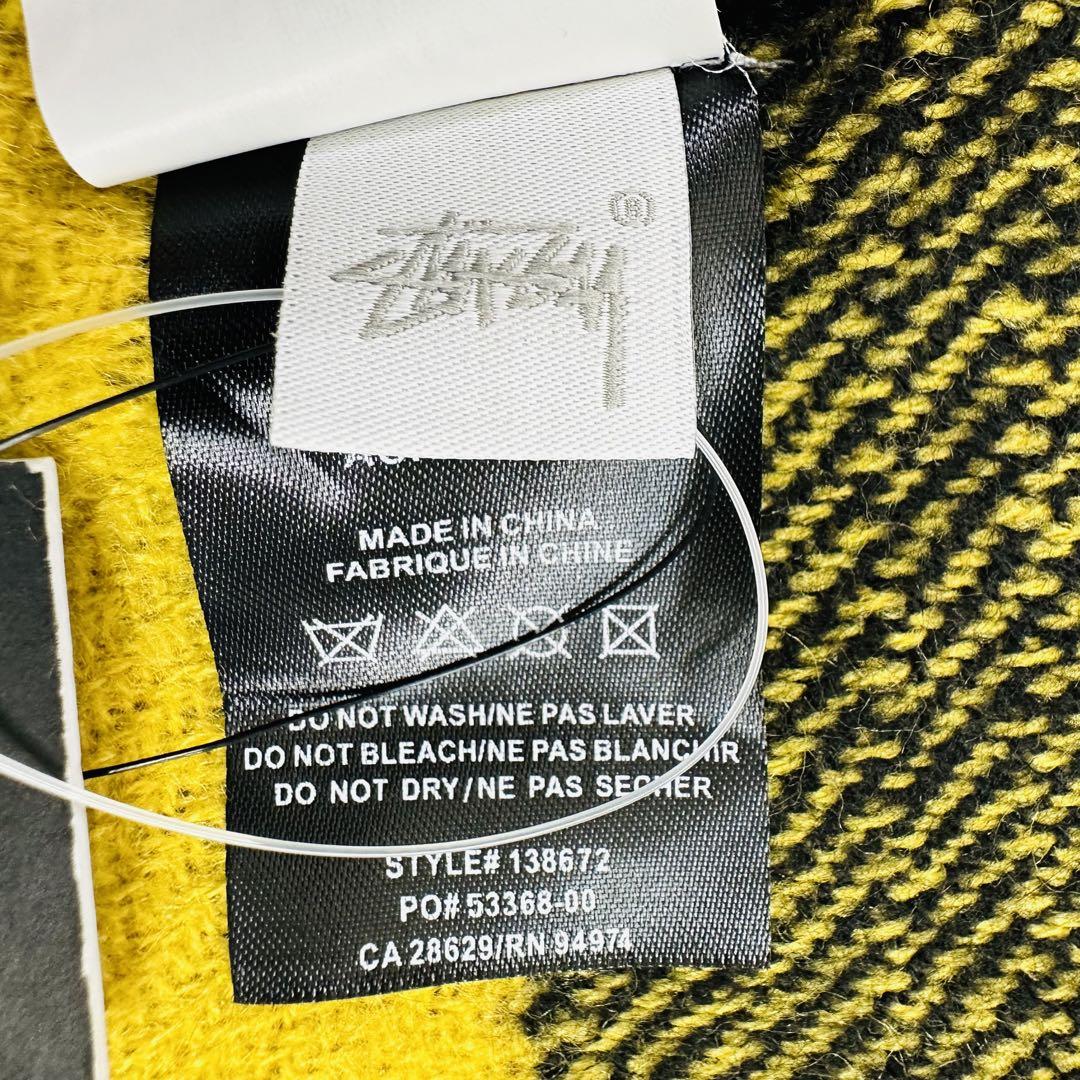 Stüssy
®
MADE IN CHINA
FABRIQUE IN CHINE
DO NOT WASH/NE PAS LAVER
DO NOT BLEACH/NE PAS BLANCHIR
DO NOT DRY/NE PAS SECHER
STYLE# 138672
PO# 53368-00
CA 28629/RN 94974